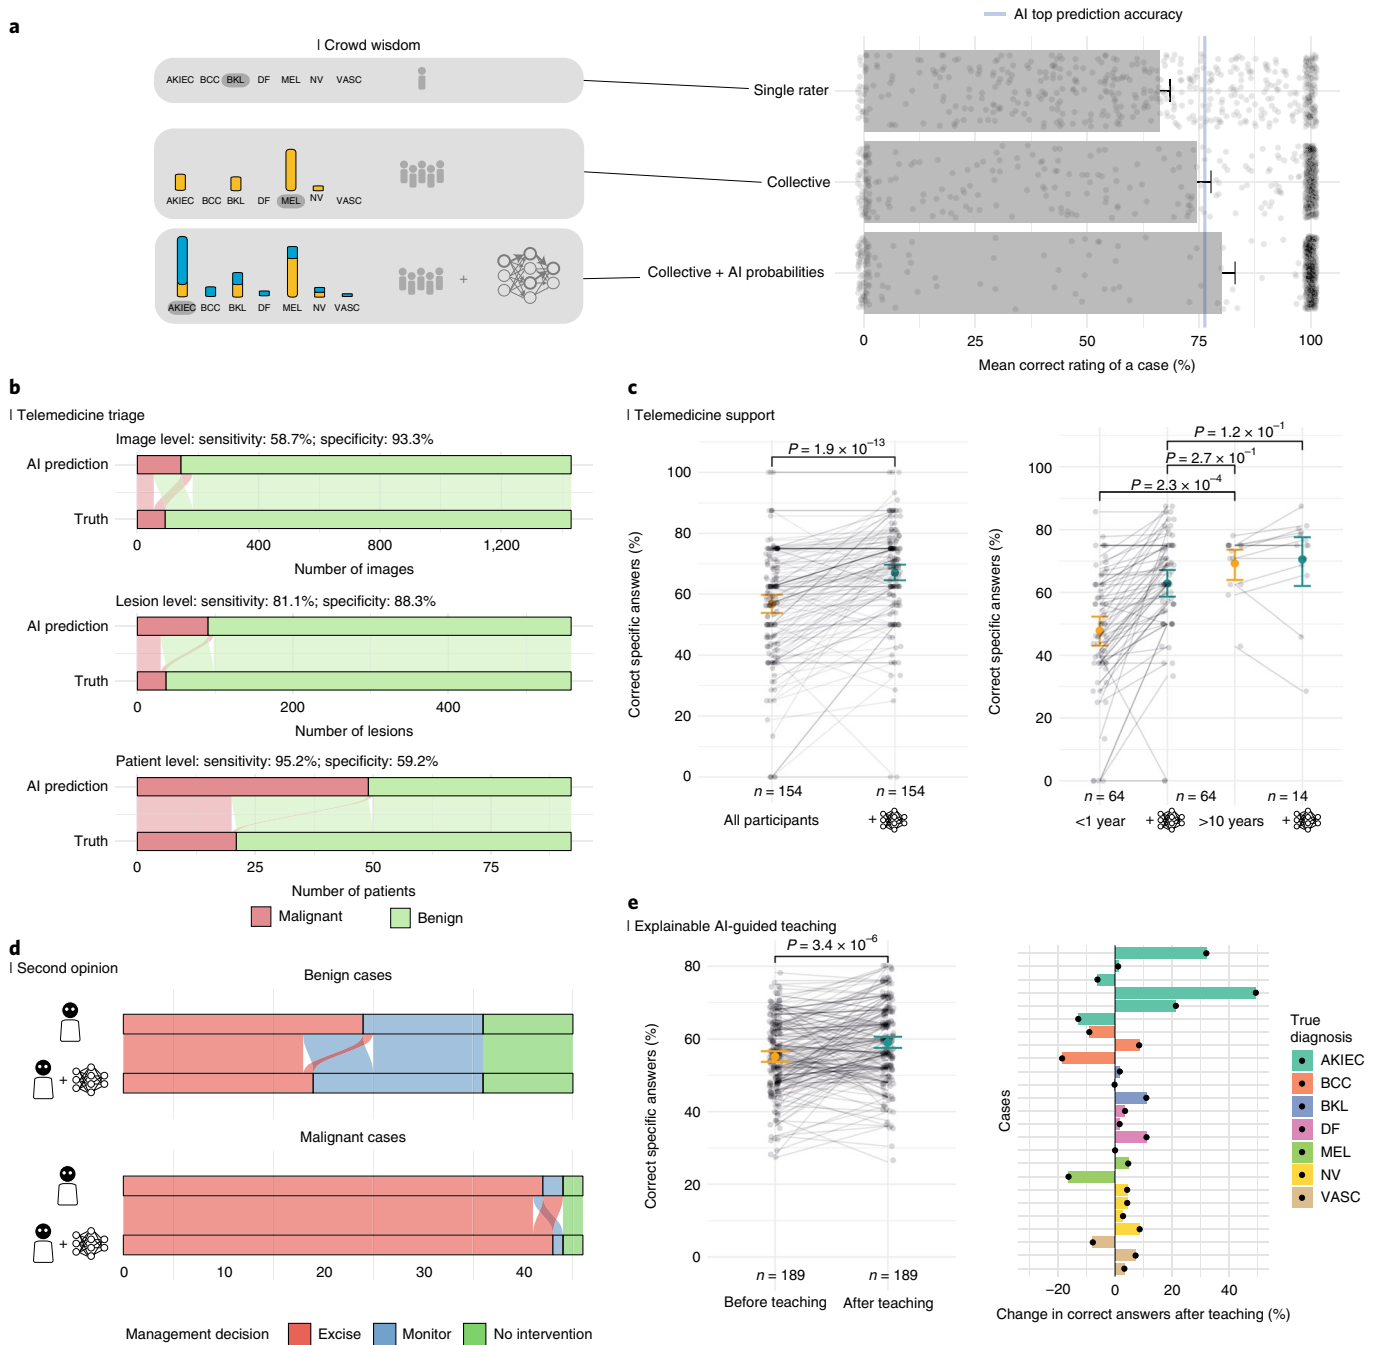 a
AI top prediction accuracy
| Crowd wisdom
AKIEC BCC BKL DF MEL NV VASC
Single rater
AKIEC BCC BKL DF MEL NV VASC
Collective
+
Collective + AI probabilities
AKIEC BCC BKL DF MEL NV VASC
0 25 50 75 100
Mean correct rating of a case (%)
b
| Telemedicine triage
Image level: sensitivity: 58.7%; specificity: 93.3%
AI prediction
Truth
0 400 800 1,200
Number of images
Lesion level: sensitivity: 81.1%; specificity: 88.3%
AI prediction
Truth
0 200 400
Number of lesions
Patient level: sensitivity: 95.2%; specificity: 59.2%
AI prediction
Truth
0 25 50 75
Number of patients
Malignant Benign
c
| Telemedicine support
P = 1.9 × 10⁻¹³
Correct specific answers (%)
100
80
60
40
20
0
n = 154 n = 154
All participants +
P = 1.2 × 10⁻¹
P = 2.7 × 10⁻¹
P = 2.3 × 10⁻⁴
Correct specific answers (%)
100
80
60
40
20
0
n = 64 n = 64 n = 14
<1 year + >10 years +
d
| Second opinion
Benign cases
+
Malignant cases
+
0 10 20 30 40
Management decision Excise Monitor No intervention
e
| Explainable AI-guided teaching
P = 3.4 × 10⁻⁶
Correct specific answers (%)
80
60
40
20
0
n = 189 n = 189
Before teaching After teaching
Cases
−20 0 20 40
Change in correct answers after teaching (%)
True
diagnosis
AKIEC
BCC
BKL
DF
MEL
NV
VASC